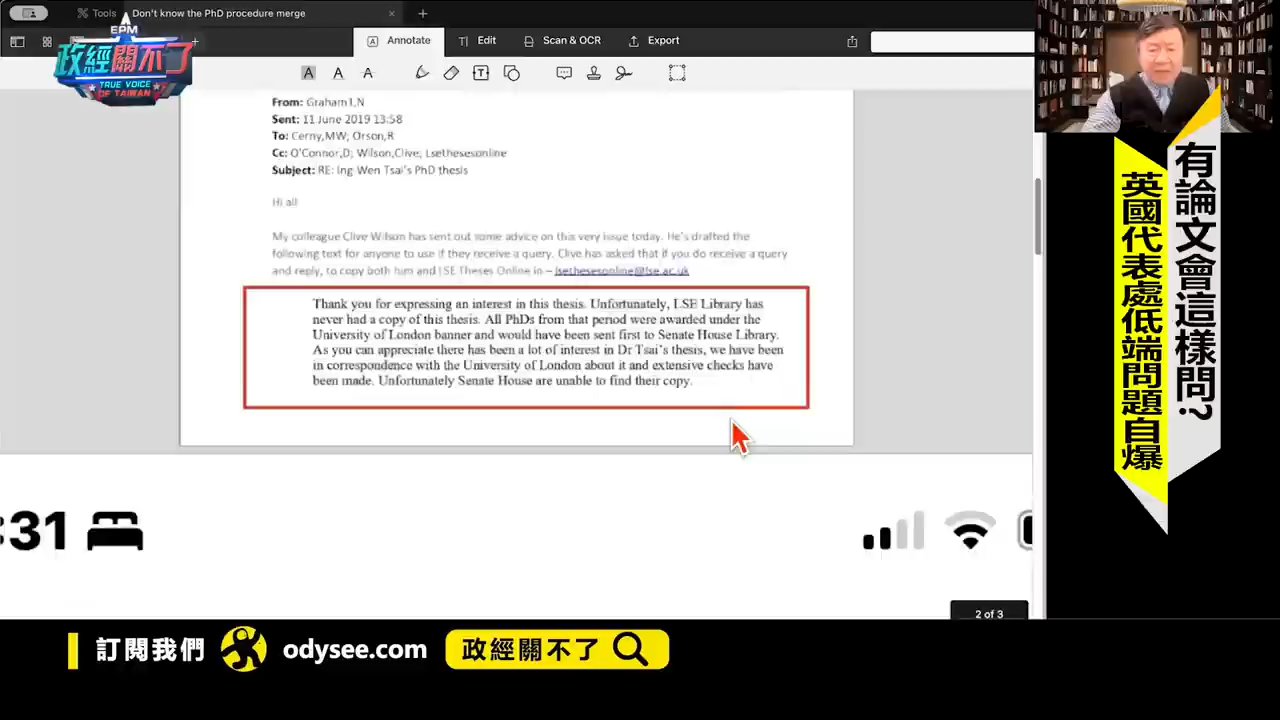 Tools
Don't know the PhD procedure merge
EPM
政經關不了
TRUE VOICE
OF TAIWAN
Annotate
Edit
Scan & OCR
Export
From: Graham1,N
Sent: 11 June 2019 13:58
To: Cerny,MW; Orson,R
Cc: O'Connor,D; Wilson,Clive; Lsethesesonline
Subject: RE: Ing Wen Tsai's PhD thesis
Hi all
My colleague Clive Wilson has sent out some advice on this very issue today. He's drafted the
following text for anyone to use if they receive a query. Clive has asked that if you do receive a query
and reply, to copy both him and LSE Theses Online in – lsethesesonline@lse.ac.uk
Thank you for expressing an interest in this thesis. Unfortunately, LSE Library has
never had a copy of this thesis. All PhDs from that period were awarded under the
University of London banner and would have been sent first to Senate House Library.
As you can appreciate there has been a lot of interest in Dr Tsai's thesis, we have been
in correspondence with the University of London about it and extensive checks have
been made. Unfortunately Senate House are unable to find their copy.
:31
2 of 3
有論文會這樣問?
英國代表處低端問題自爆
訂閱我們
odysee.com
政經關不了